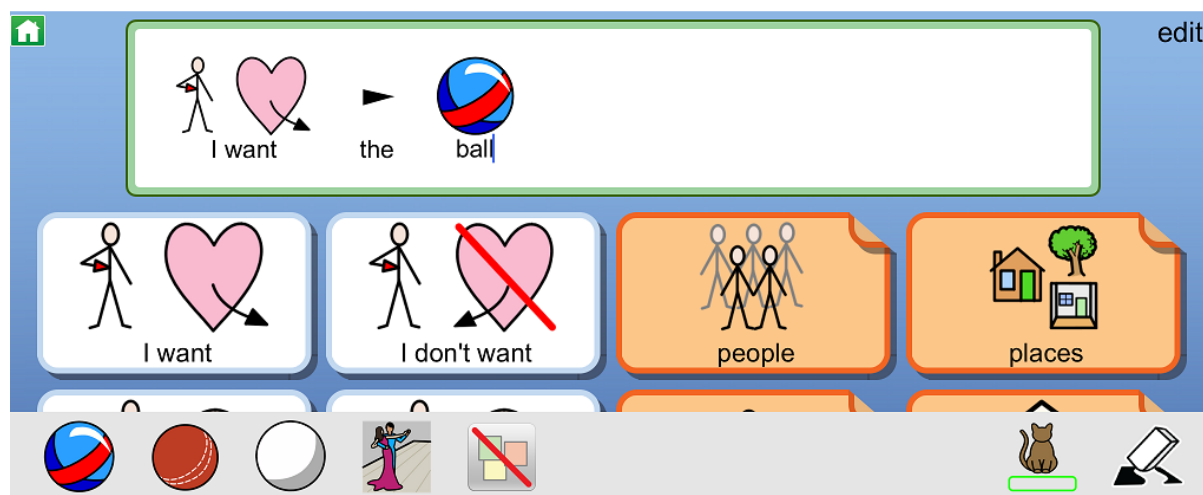 edit
I want the ball
I want
I don't want
people
places